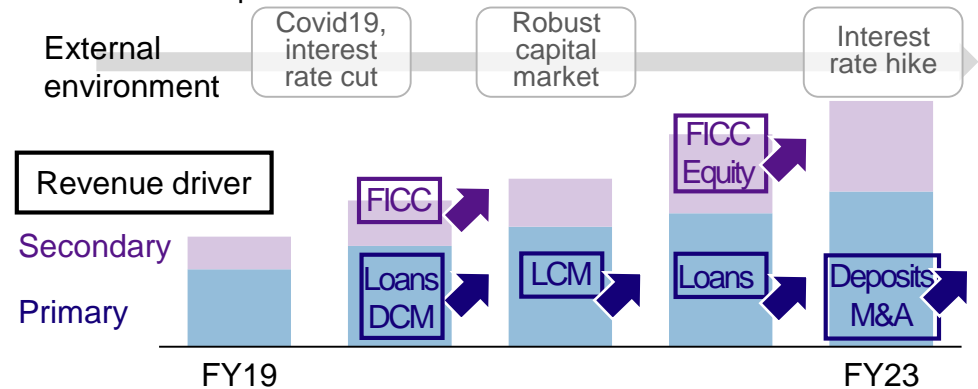 External
environment
Covid19,
interest
rate cut
Robust
capital
market
Interest
rate hike
Revenue driver
Secondary
Primary
FICC
Loans
DCM
LCM
FICC
Equity
Loans
Deposits
M&A
FY19
FY23